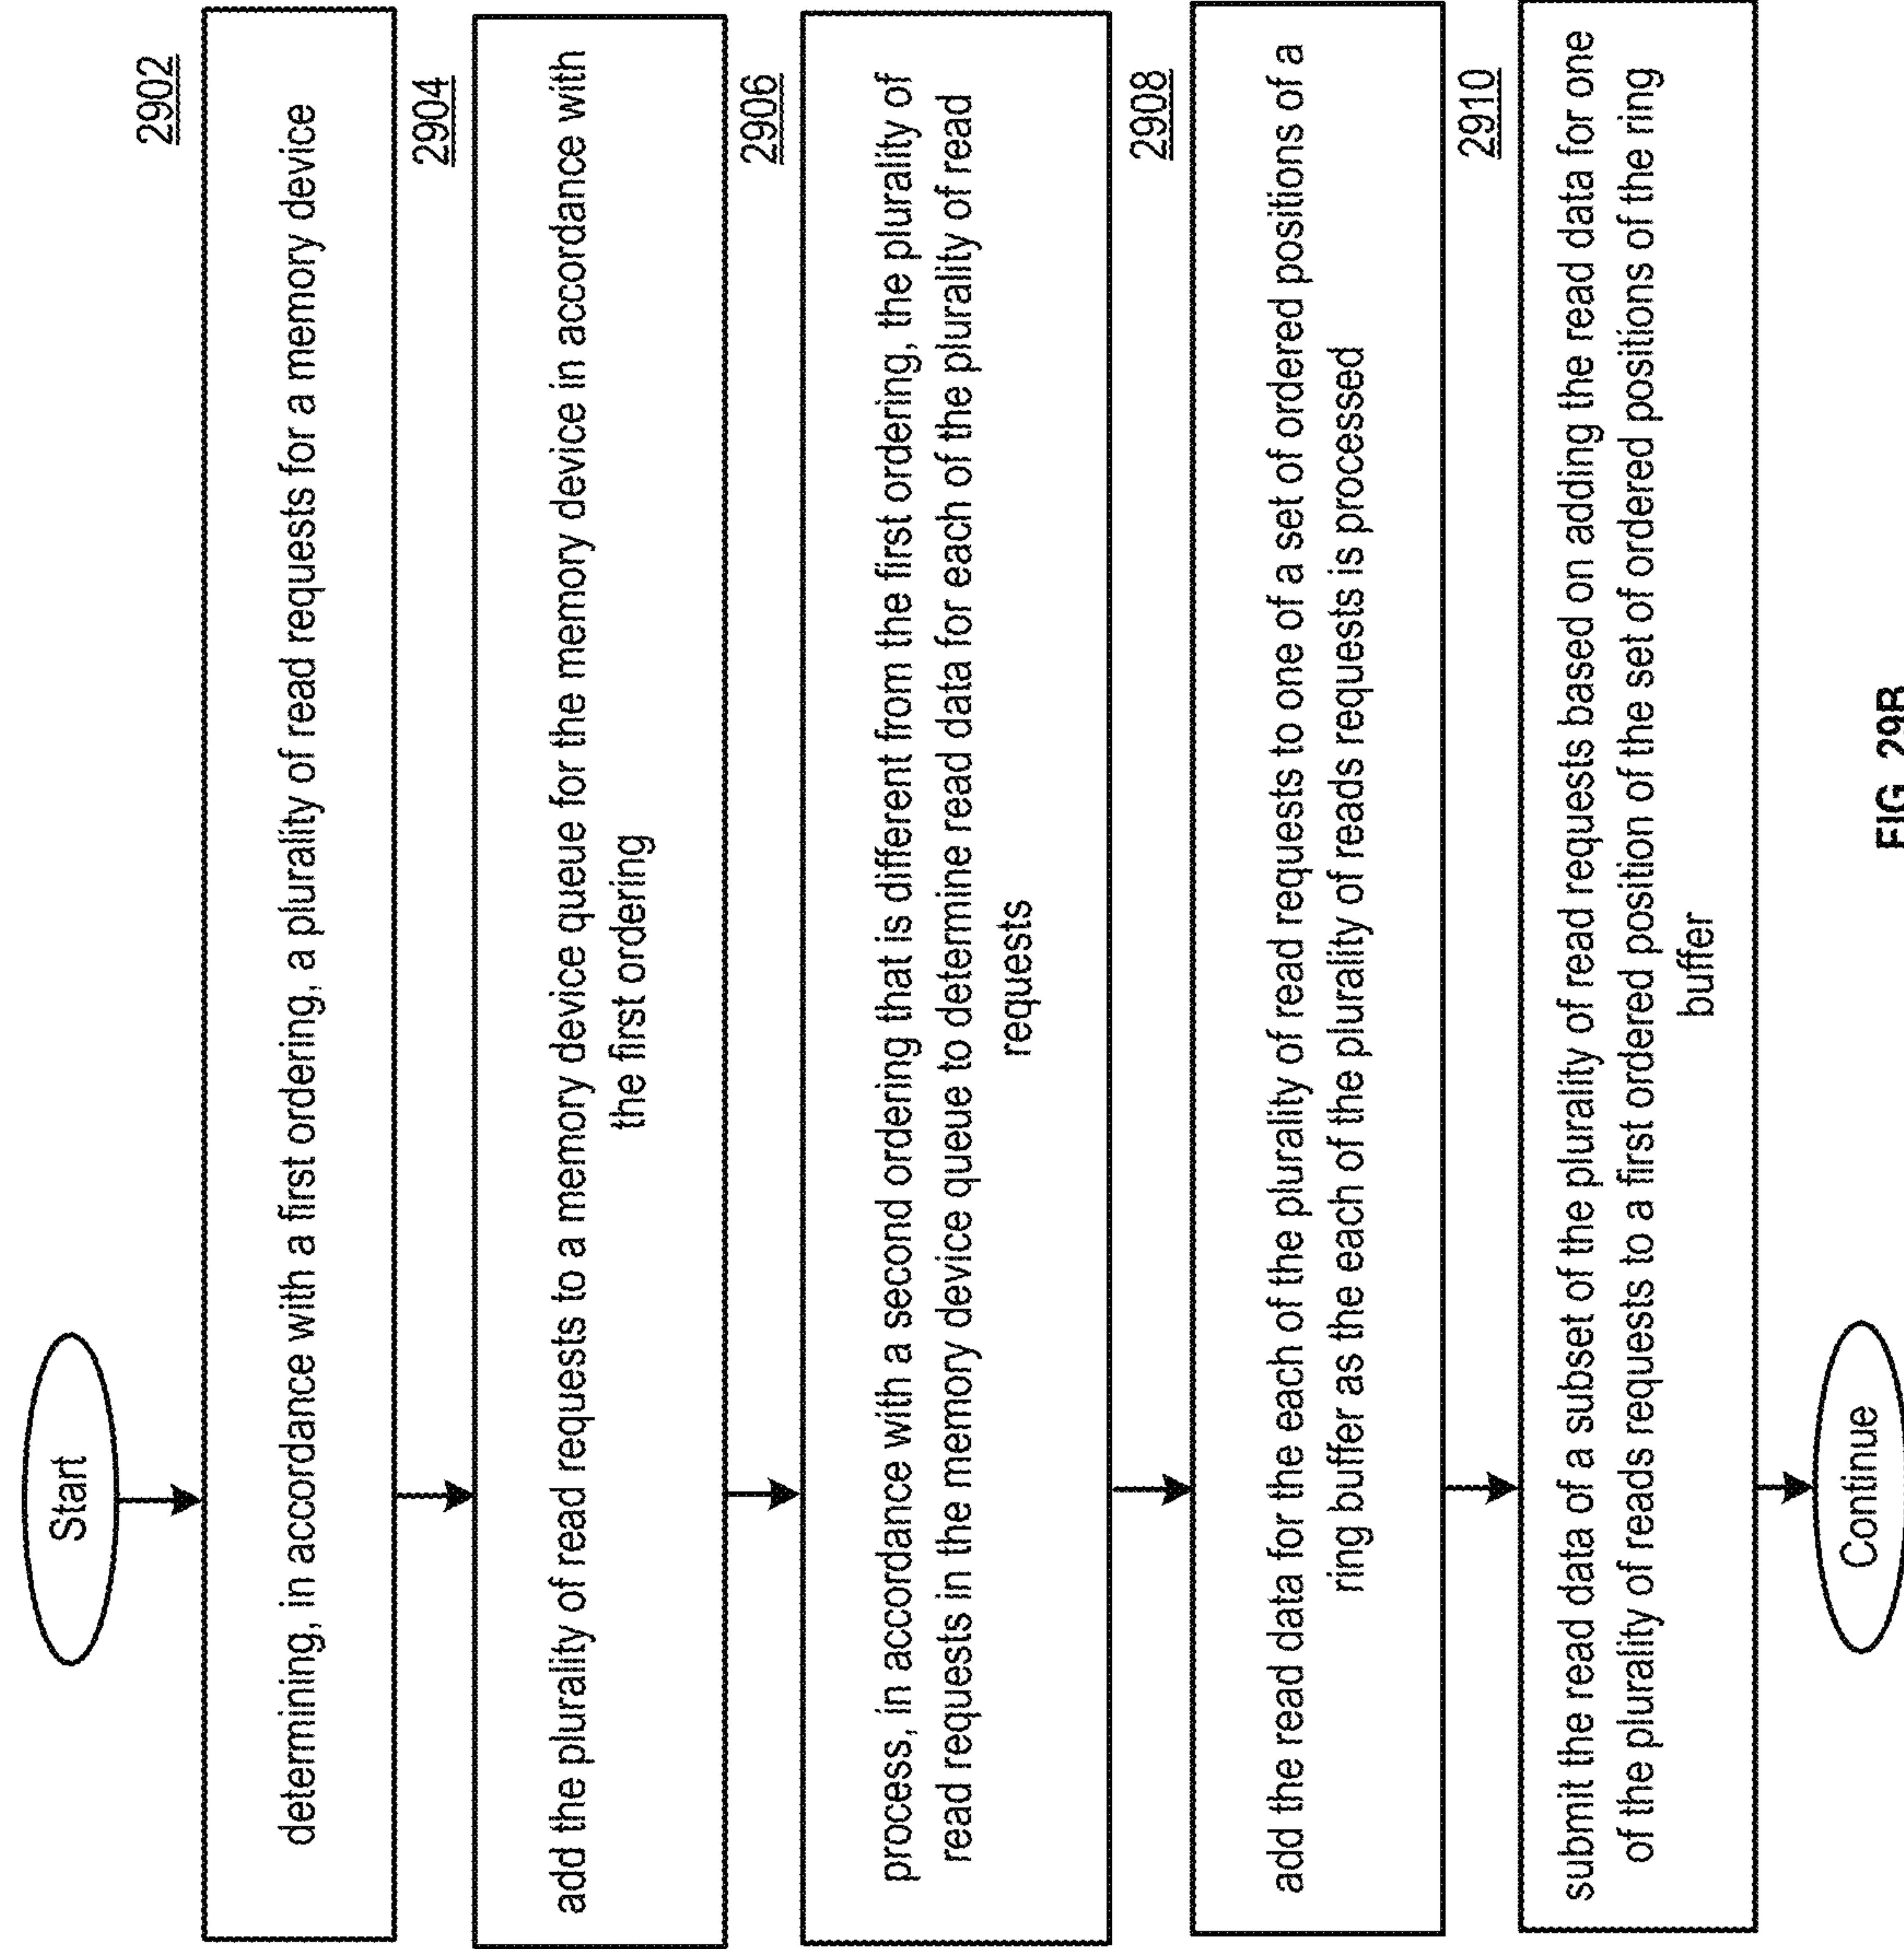 Start
2902
determining, in accordance with a first ordering, a plurality of read requests for a memory device
2904
add the plurality of read requests to a memory device queue for the memory device in accordance with
the first ordering
2906
process, in accordance with a second ordering that is different from the first ordering, the plurality of
read requests in the memory device queue to determine read data for each of the plurality of read
requests
2908
add the read data for the each of the plurality of read requests to one of a set of ordered positions of a
ring buffer as the each of the plurality of reads requests is processed
2910
submit the read data of a subset of the plurality of read requests based on adding the read data for one
of the plurality of reads requests to a first ordered position of the set of ordered positions of the ring
buffer
Continue
FIG. 29B